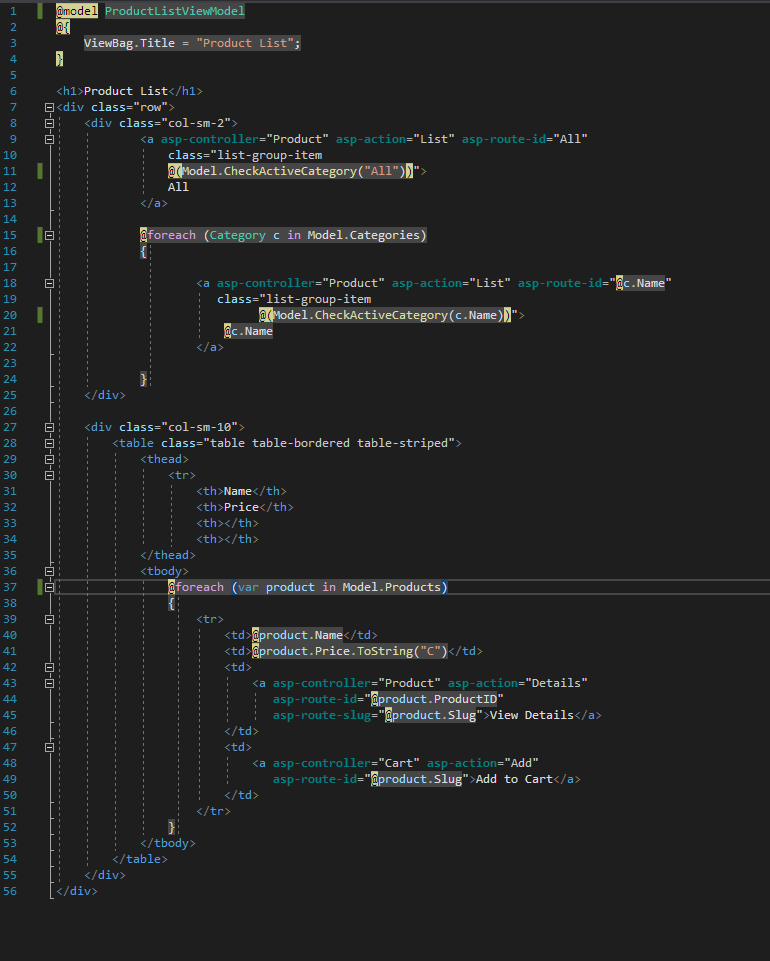 1 @model ProductListViewModel
2 @{
3 ViewBag.Title = "Product List";
4 }
5
6 <h1>Product List</h1>
7 <div class="row">
8 <div class="col-sm-2">
9 <a asp-controller="Product" asp-action="List" asp-route-id="All"
10 class="list-group-item
11 @(Model.CheckActiveCategory("All"))">
12 All
13 </a>
14
15 @foreach (Category c in Model.Categories)
16 {
17
18 <a asp-controller="Product" asp-action="List" asp-route-id="@c.Name"
19 class="list-group-item
20 @(Model.CheckActiveCategory(c.Name))">
21 @c.Name
22 </a>
23
24 }
25 </div>
26
27 <div class="col-sm-10">
28 <table class="table table-bordered table-striped">
29 <thead>
30 <tr>
31 <th>Name</th>
32 <th>Price</th>
33 <th></th>
34 <th></th>
35 </thead>
36 <tbody>
37 @foreach (var product in Model.Products)
38 {
39 <tr>
40 <td>@product.Name</td>
41 <td>@product.Price.ToString("C")</td>
42 <td>
43 <a asp-controller="Product" asp-action="Details"
44 asp-route-id="@product.ProductID"
45 asp-route-slug="@product.Slug">View Details</a>
46 </td>
47 <td>
48 <a asp-controller="Cart" asp-action="Add"
49 asp-route-id="@product.Slug">Add to Cart</a>
50 </td>
51 </tr>
52 }
53 </tbody>
54 </table>
55 </div>
56 </div>